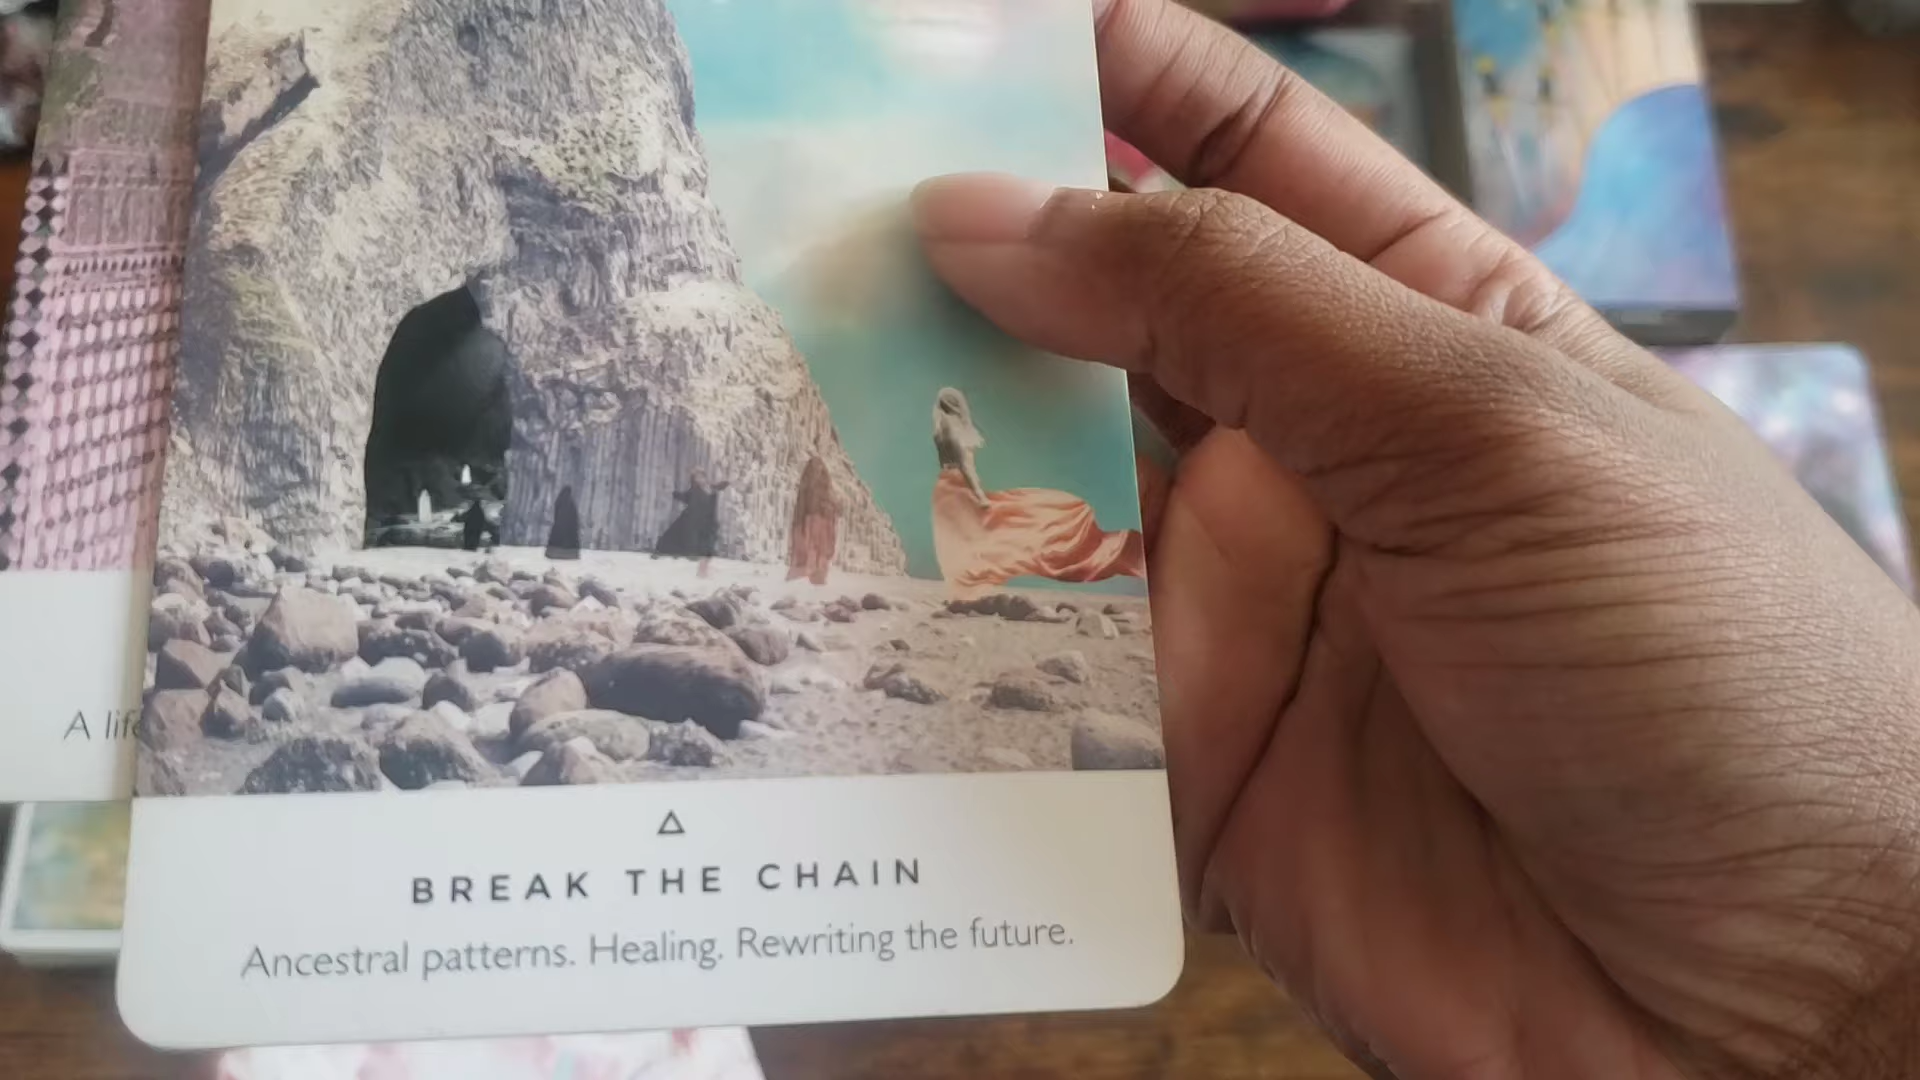 A life
BREAK THE CHAIN
Ancestral patterns. Healing. Rewriting the future.